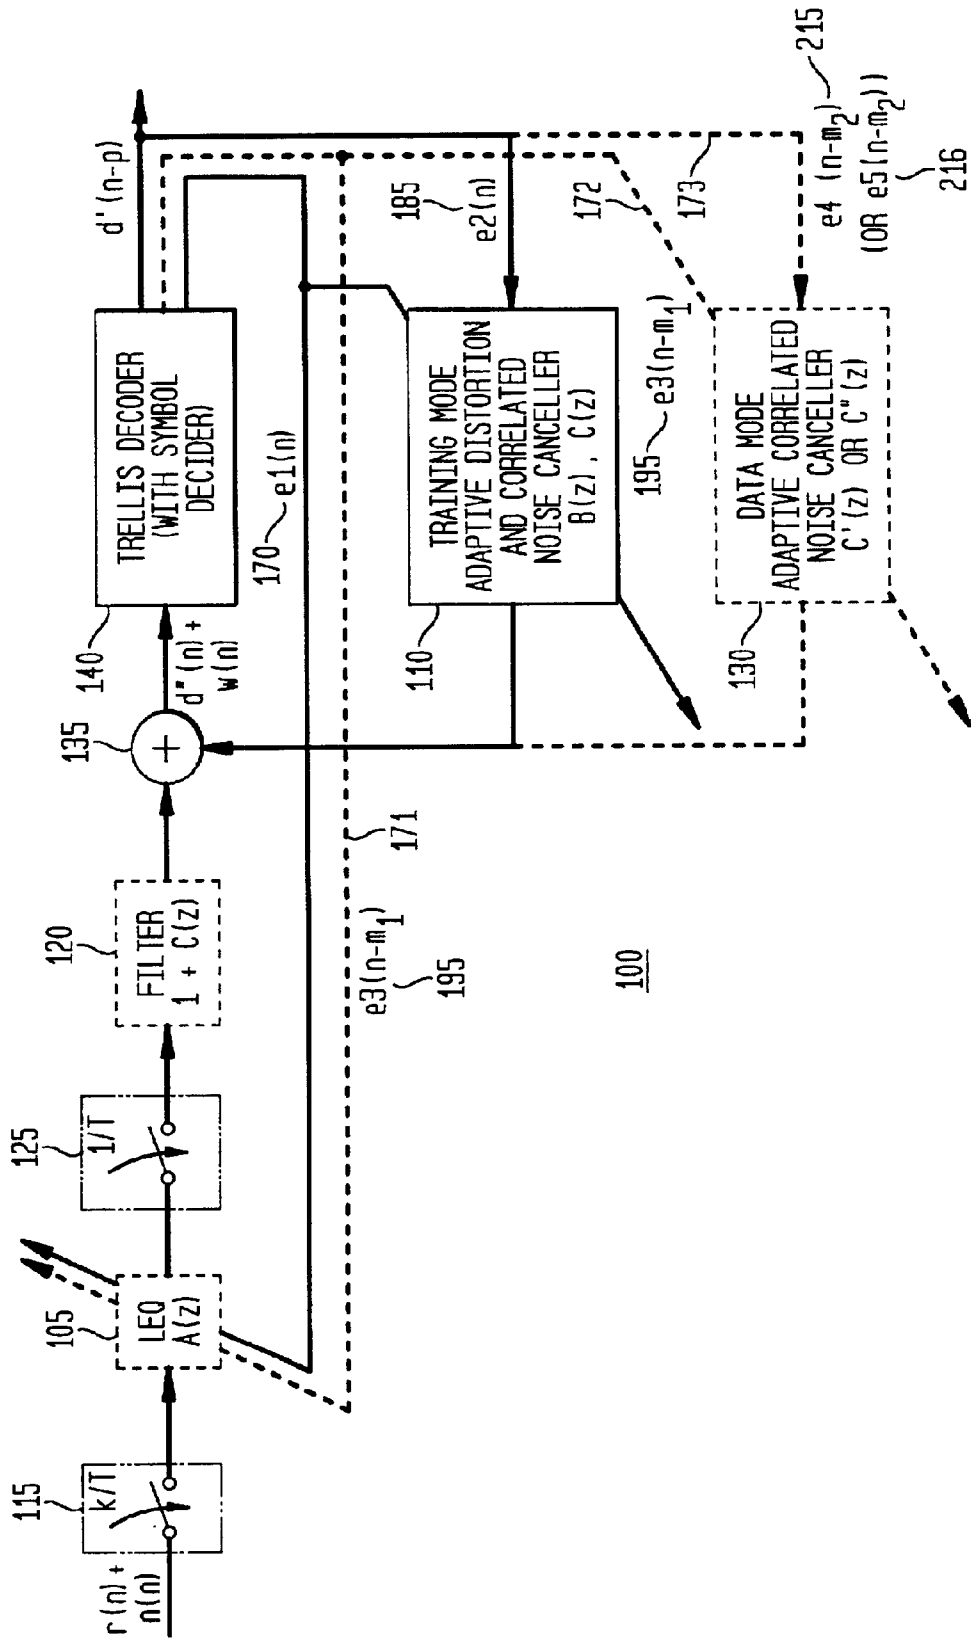 r(n)+
n(n)
115
k/T
105
LEQ
A(z)
125
1/T
120
FILTER
1 + C(z)
135
+
d"(n)+
w(n)
140
TRELLIS DECODER
(WITH SYMBOL
DECIDER)
d'(n-p)
170
e1(n)
e3(n-m1)
195
171
110
TRAINING MODE
ADAPTIVE DISTORTION
AND CORRELATED
NOISE CANCELLER
B(z), C(z)
185
e2(n)
172
173
195
e3(n-m1)
130
DATA MODE
ADAPTIVE CORRELATED
NOISE CANCELLER
C'(z) OR C"(z)
e4 (n-m2)
215
(OR e5(n-m2))
216
100